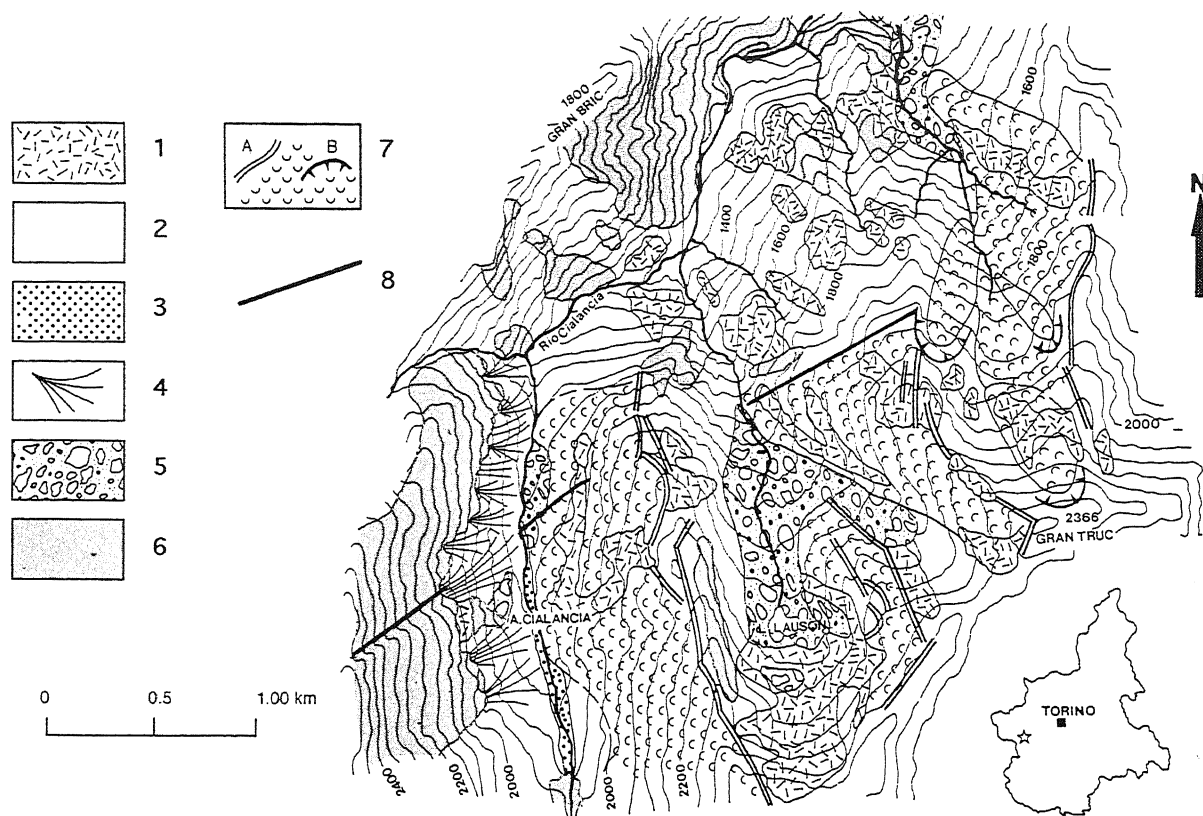 1
2
3
4
5
6
A
B
7
8
0 0.5 1.00 km
1800
GRAN BRIC
1600
N
1400
1600
1800
1800
Rio Cialancia
2000
2366
GRAN TRUC
A. CIALANCIA
L. LAUSON
2400
2200
2000
2000
2200
TORINO